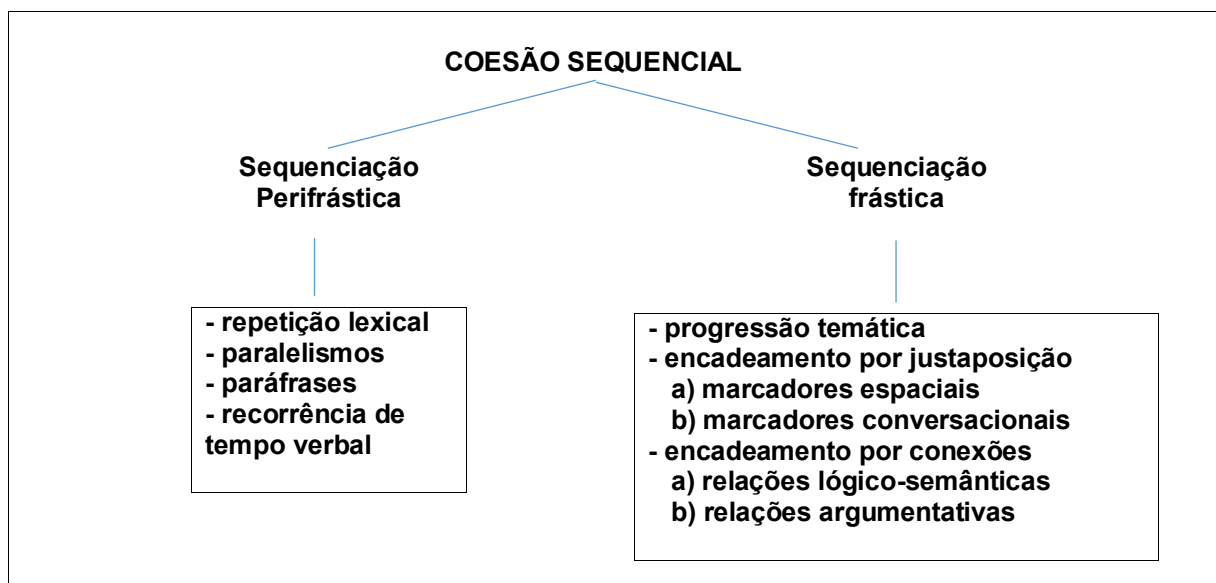 COESÃO SEQUENCIAL
Sequenciação
Perifrástica
- repetição lexical
- paralelismos
- paráfrases
- recorrência de
tempo verbal
Sequenciação
frástica
- progressão temática
- encadeamento por justaposição
a) marcadores espaciais
b) marcadores conversacionais
- encadeamento por conexões
a) relações lógico-semânticas
b) relações argumentativas